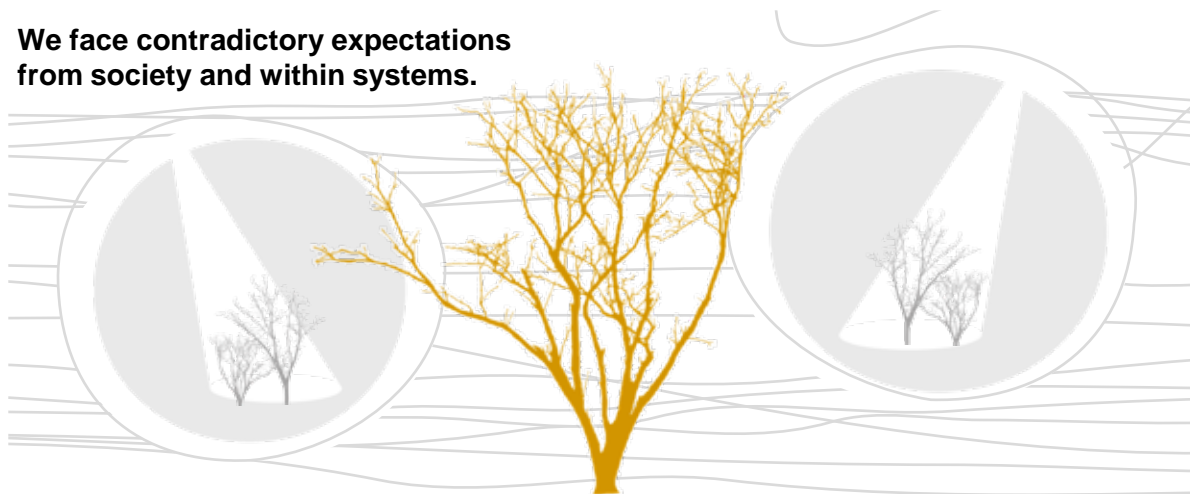 We face contradictory expectations
from society and within systems.